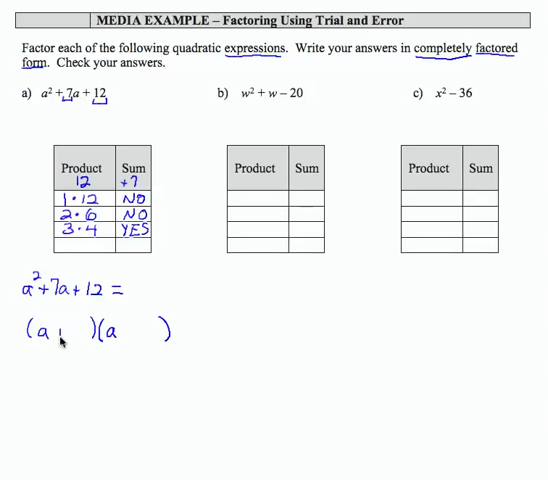 MEDIA EXAMPLE – Factoring Using Trial and Error
Factor each of the following quadratic expressions. Write your answers in completely factored
form. Check your answers.
a) a² + 7a + 12 b) w² + w – 20 c) x² – 36
Product Sum Product Sum Product Sum
12 +7
1·12 NO
2·6 NO
3·4 YES
a²+7a+12 =
(a )(a )